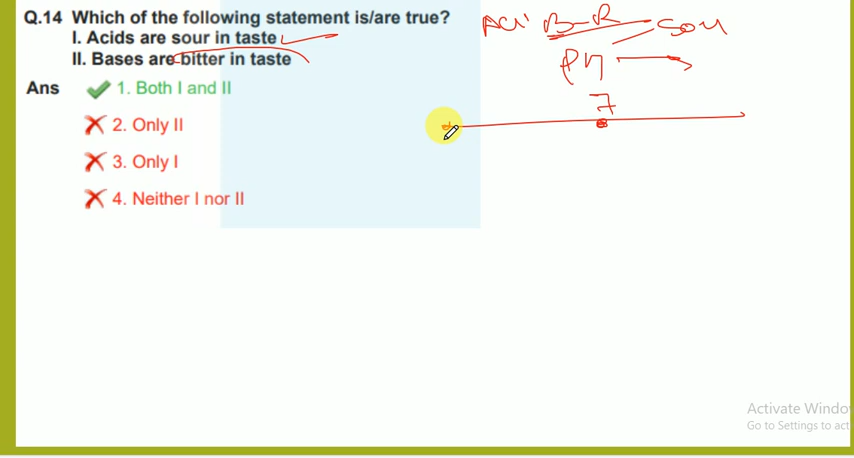 Q.14 Which of the following statement is/are true?
I. Acids are sour in taste
II. Bases are bitter in taste
Ans 1. Both I and II
2. Only II
3. Only I
4. Neither I nor II
B-R
PH
7
Activate Windo
Go to Settings to act